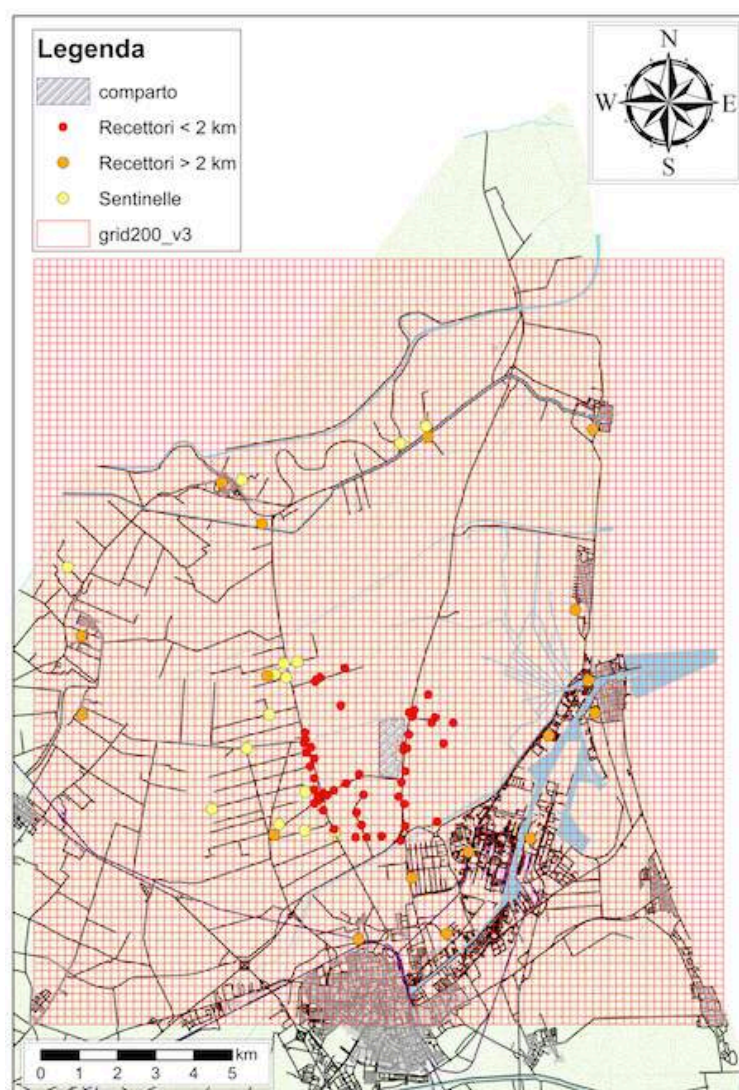 Legenda
comparto
Recettori < 2 km
Recettori > 2 km
Sentinelle
grid200_v3
N
W E
S
km
0 1 2 3 4 5